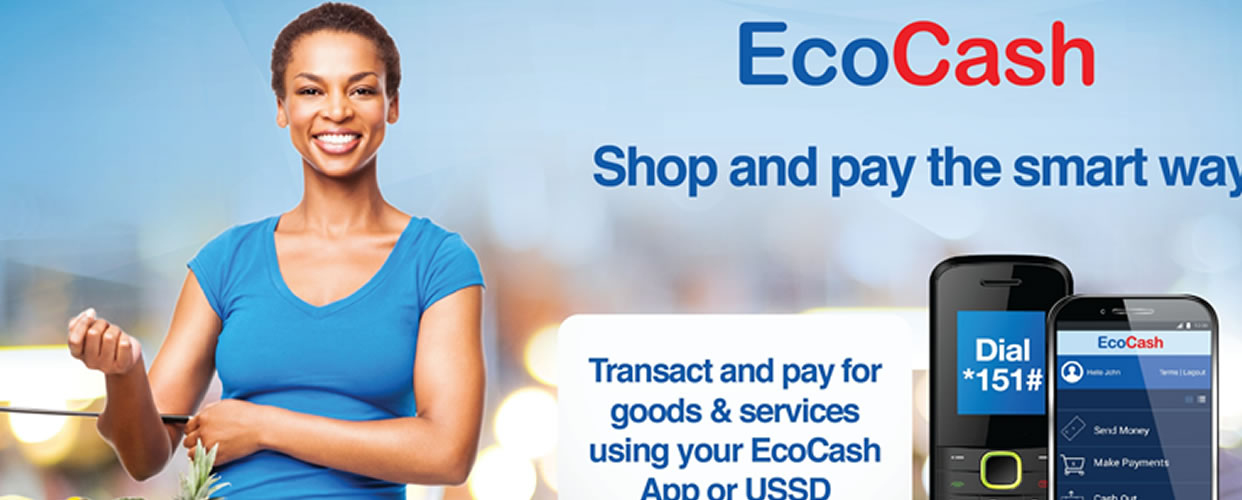 EcoCash
Shop and pay the smart way
Transact and pay for
goods & services
using your EcoCash
App or USSD
Dial
*151#
EcoCash
Hello John
Terms | Logout
Send Money
Make Payments
Cash Out